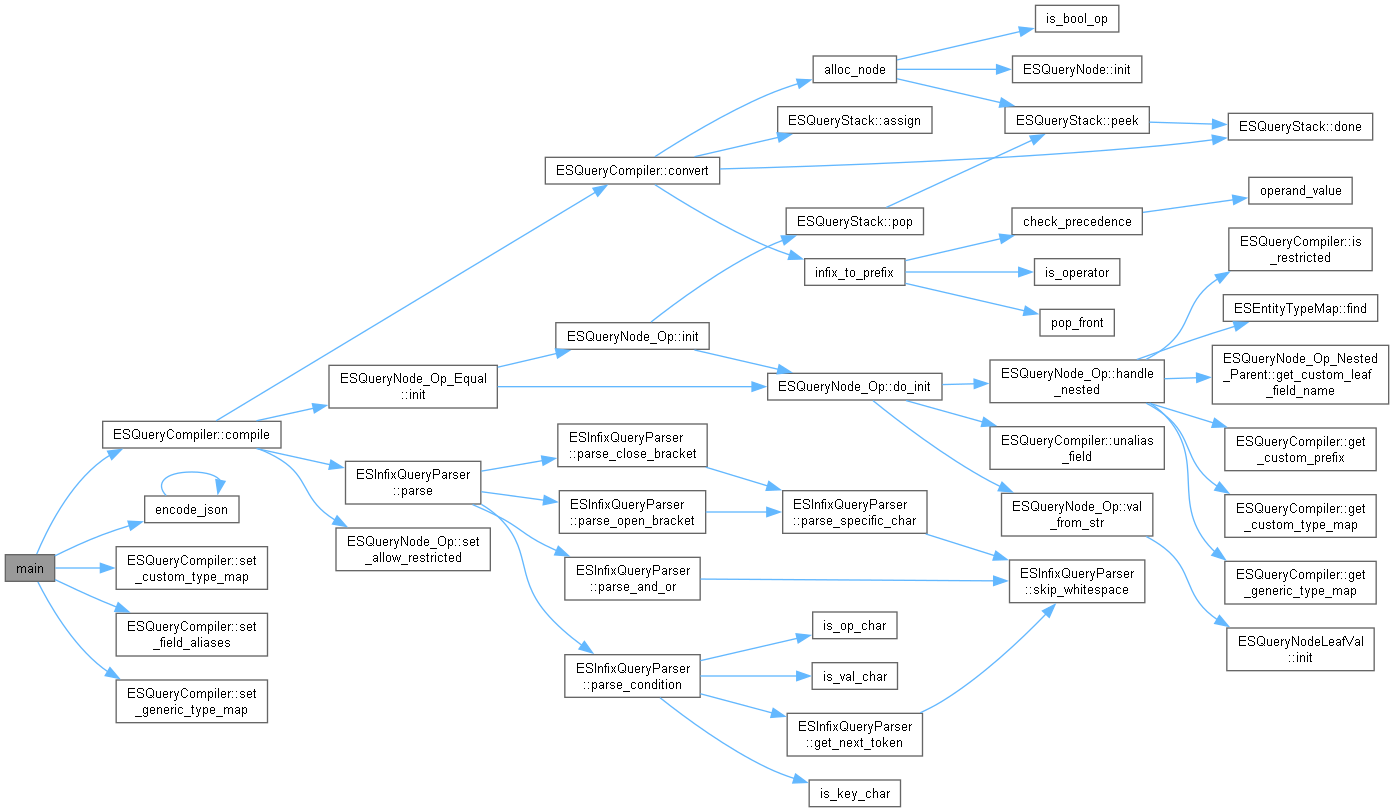 is_bool_op
alloc_node
ESQueryNode::init
ESQueryStack::assign
ESQueryStack::peek
ESQueryStack::done
ESQueryCompiler::convert
operand_value
ESQueryStack::pop
check_precedence
ESQueryCompiler::is
_restricted
infix_to_prefix
is_operator
ESEntityTypeMap::find
pop_front
ESQueryNode_Op::init
ESQueryNode_Op_Nested
_Parent::get_custom_leaf
_field_name
ESQueryNode_Op_Equal
::init
ESQueryNode_Op::do_init
ESQueryNode_Op::handle
_nested
ESQueryCompiler::compile
ESInfixQueryParser
::parse_close_bracket
ESQueryCompiler::unalias
_field
ESQueryCompiler::get
_custom_prefix
ESInfixQueryParser
::parse
encode_json
ESInfixQueryParser
::parse_open_bracket
ESInfixQueryParser
::parse_specific_char
ESQueryNode_Op::val
_from_str
ESQueryCompiler::get
_custom_type_map
ESQueryNode_Op::set
_allow_restricted
main
ESQueryCompiler::set
_custom_type_map
ESInfixQueryParser
::parse_and_or
ESInfixQueryParser
::skip_whitespace
ESQueryCompiler::get
_generic_type_map
ESQueryCompiler::set
_field_aliases
is_op_char
ESQueryNodeLeafVal
::init
ESInfixQueryParser
::parse_condition
is_val_char
ESQueryCompiler::set
_generic_type_map
ESInfixQueryParser
::get_next_token
is_key_char